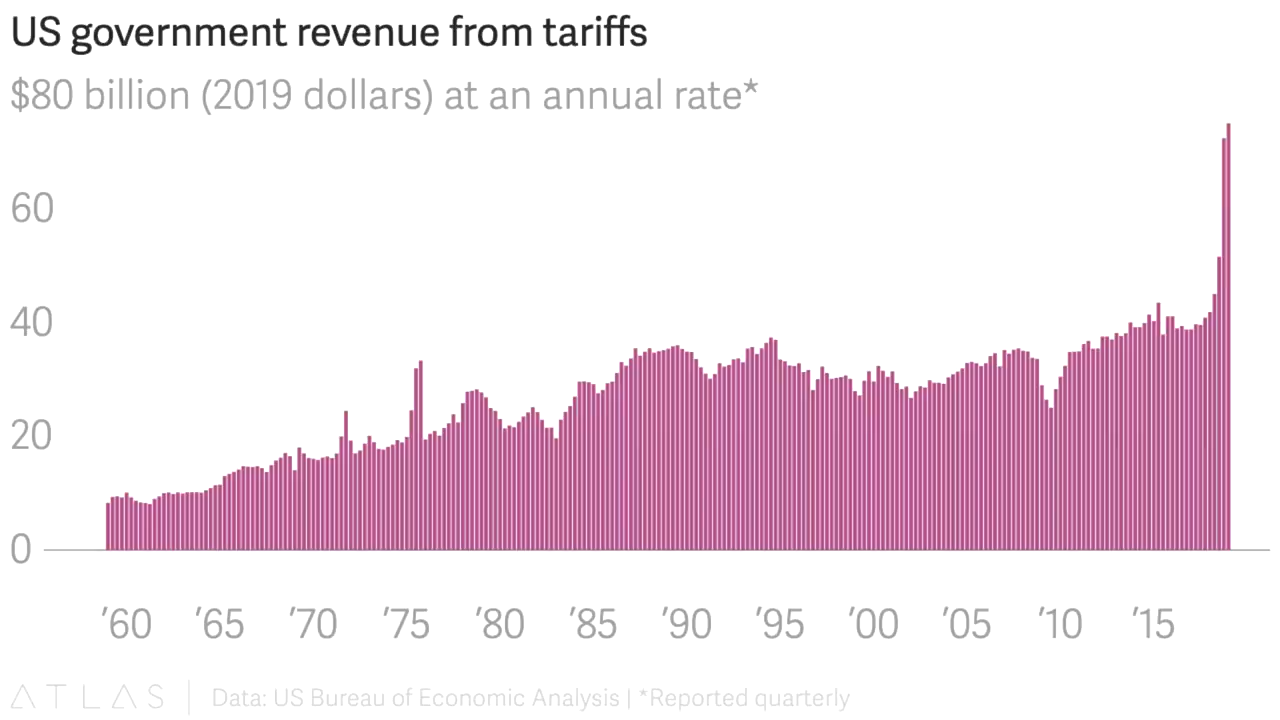 US government revenue from tariffs
$80 billion (2019 dollars) at an annual rate*
60
40
20
0
’60 ’65 ’70 ’75 ’80 ’85 ’90 ’95 ’00 ’05 ’10 ’15
ATLAS | Data: US Bureau of Economic Analysis | *Reported quarterly